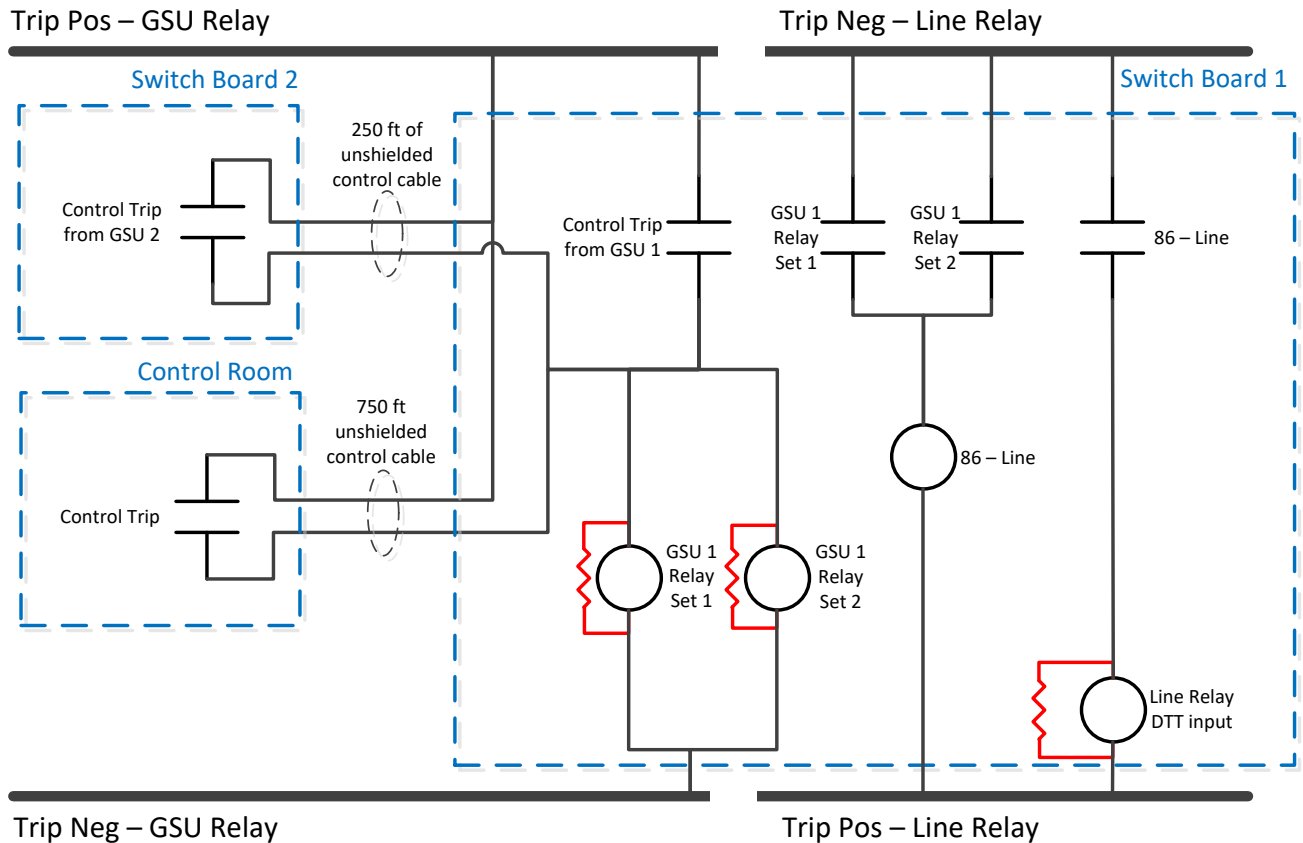 Trip Pos – GSU Relay
Trip Neg – Line Relay
Switch Board 2
Switch Board 1
250 ft of
unshielded
control cable
Control Trip
from GSU 2
Control Trip
from GSU 1
GSU 1
Relay
Set 1
GSU 1
Relay
Set 2
86 – Line
Control Room
750 ft
unshielded
control cable
Control Trip
86 – Line
GSU 1
Relay
Set 1
GSU 1
Relay
Set 2
Line Relay
DTT input
Trip Neg – GSU Relay
Trip Pos – Line Relay